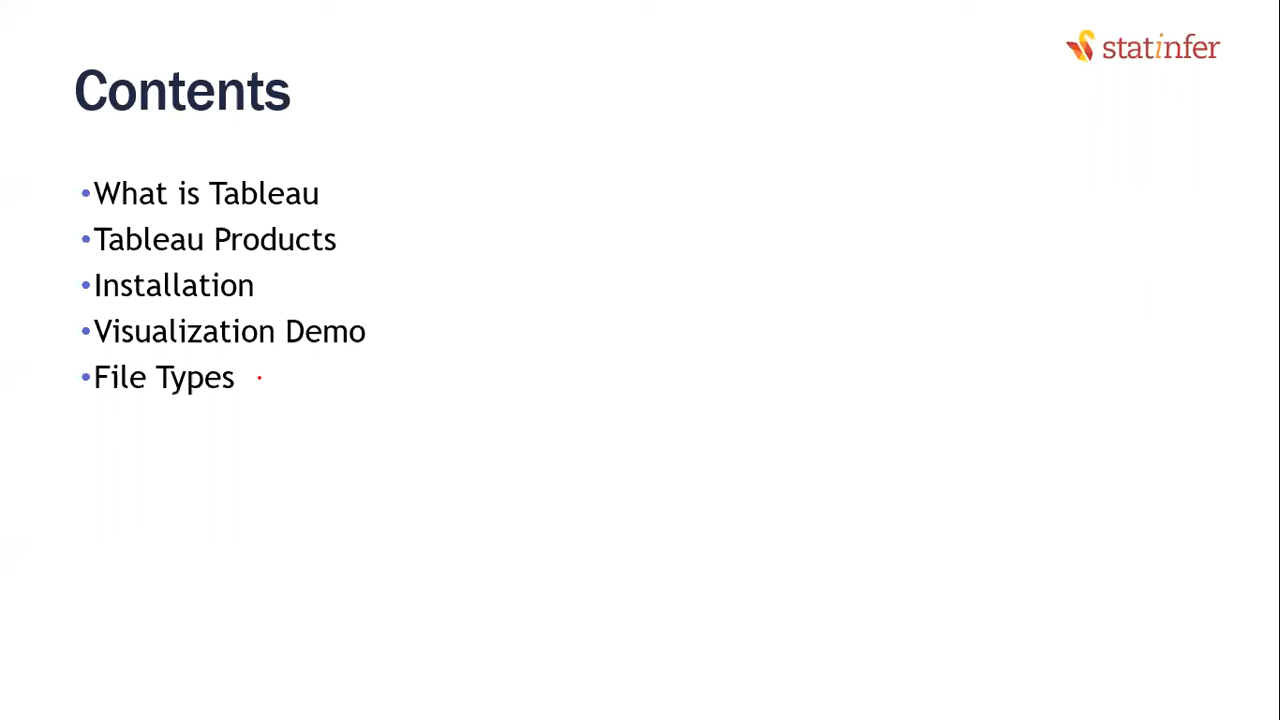 statinfer
Contents
•What is Tableau
•Tableau Products
•Installation
•Visualization Demo
•File Types